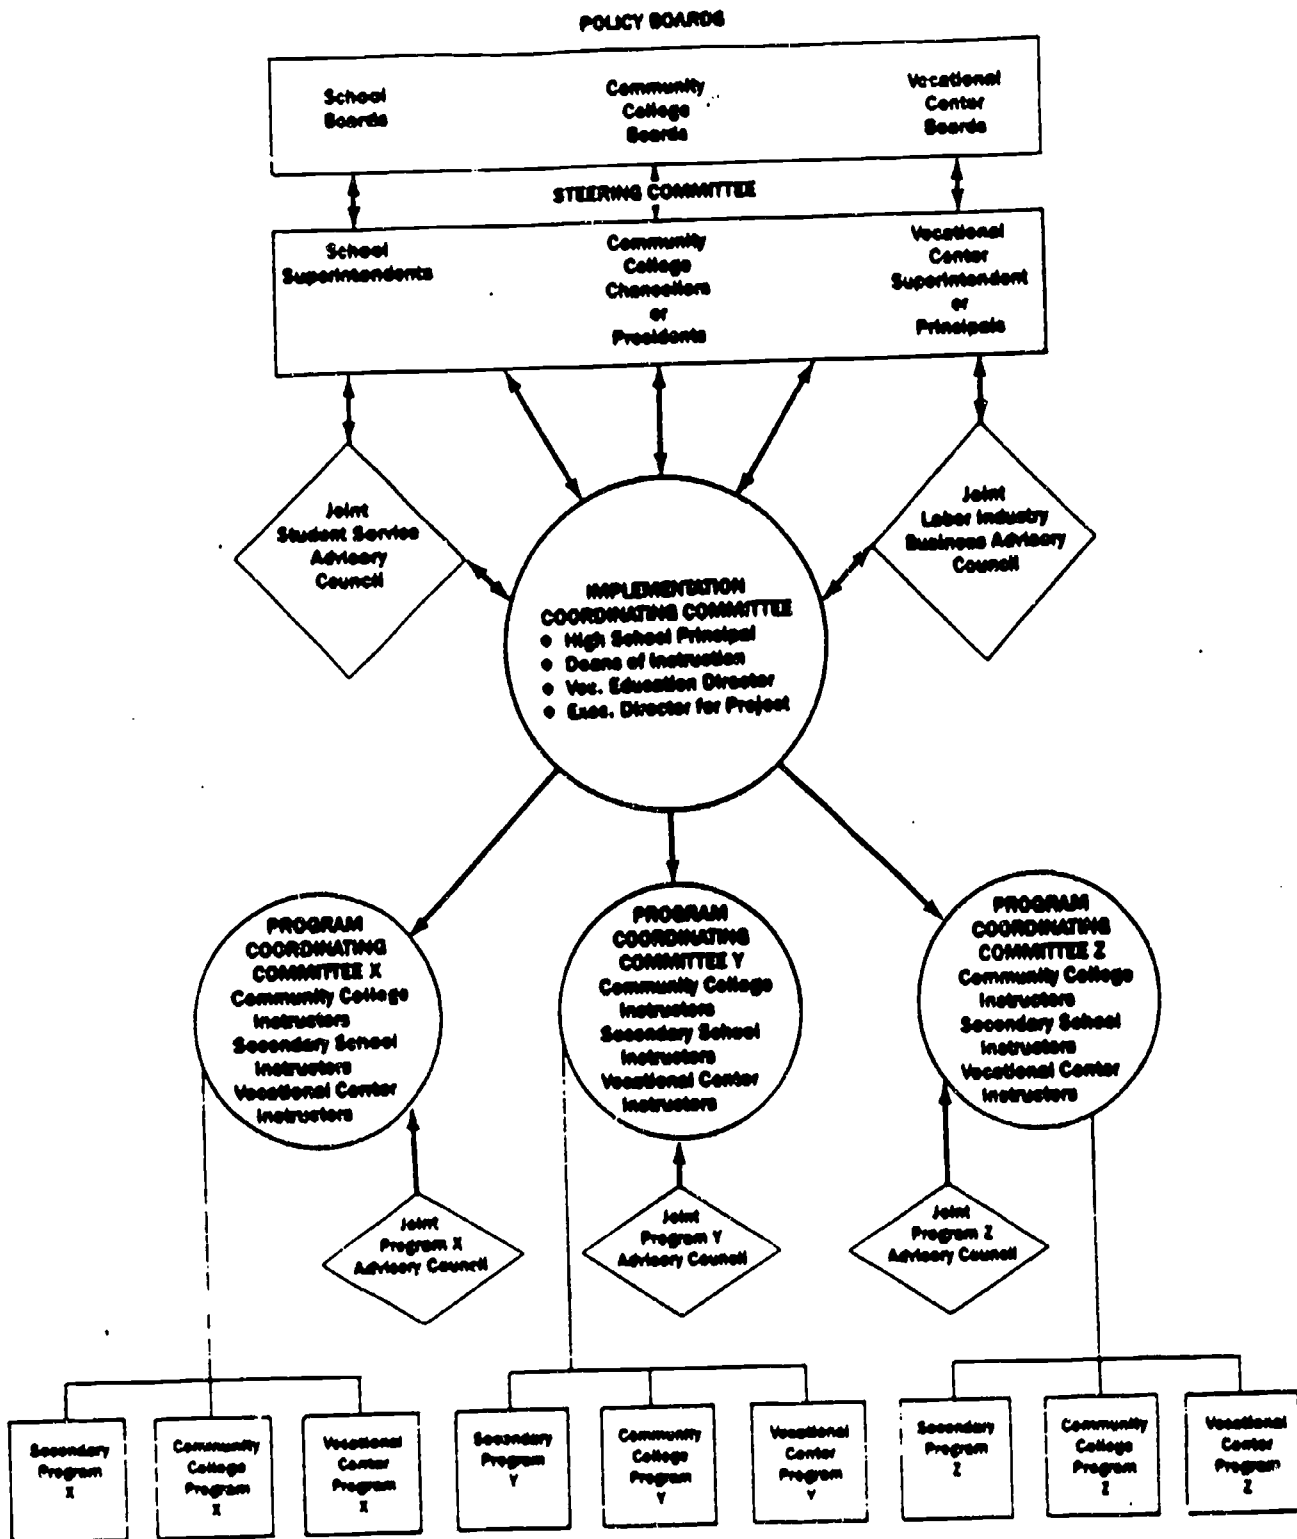 POLICY BOARDS
School
Boards
Community
College
Boards
Vocational
Center
Boards
STEERING COMMITTEE
School
Superintendents
Community
College
Chancellors
or
Presidents
Vocational
Center
Superintendent
or
Principals
Joint
Student Service
Advisory
Council
Joint
Labor Industry
Business Advisory
Council
IMPLEMENTATION
COORDINATING COMMITTEE
• High School Principal
• Deans of Instruction
• Voc. Education Director
• Exec. Director for Project
PROGRAM
COORDINATING
COMMITTEE X
Community College
Instructors
Secondary School
Instructors
Vocational Center
Instructors
PROGRAM
COORDINATING
COMMITTEE Y
Community College
Instructors
Secondary School
Instructors
Vocational Center
Instructors
PROGRAM
COORDINATING
COMMITTEE Z
Community College
Instructors
Secondary School
Instructors
Vocational Center
Instructors
Joint
Program X
Advisory Council
Joint
Program Y
Advisory Council
Joint
Program Z
Advisory Council
Secondary
Program
X
Community
College
Program
X
Vocational
Center
Program
X
Secondary
Program
Y
Community
College
Program
Y
Vocational
Center
Program
Y
Secondary
Program
Z
Community
College
Program
Z
Vocational
Center
Program
Z